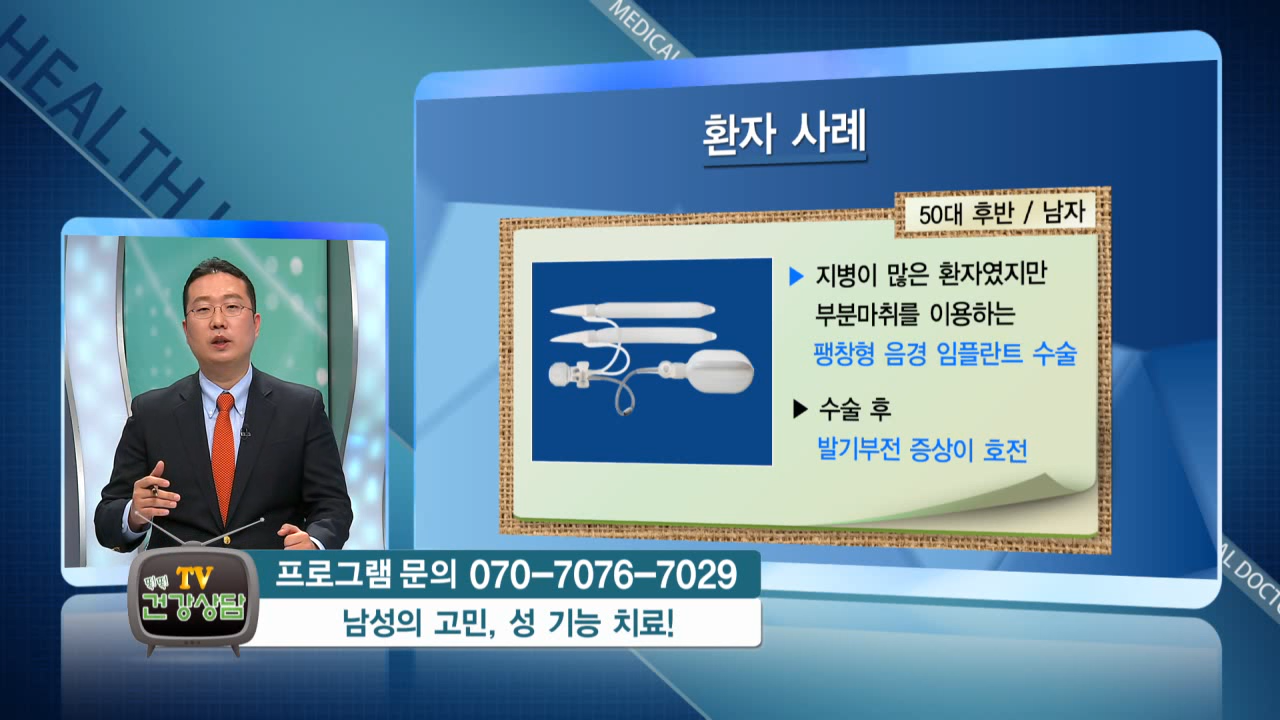 HEALTH
MEDICAL
환자 사례
50대 후반 / 남자
▶ 지병이 많은 환자였지만
부분마취를 이용하는
팽창형 음경 임플란트 수술
▶ 수술 후
발기부전 증상이 호전
AL DOCT
TV
건강상담
프로그램 문의 070-7076-7029
남성의 고민, 성 기능 치료!